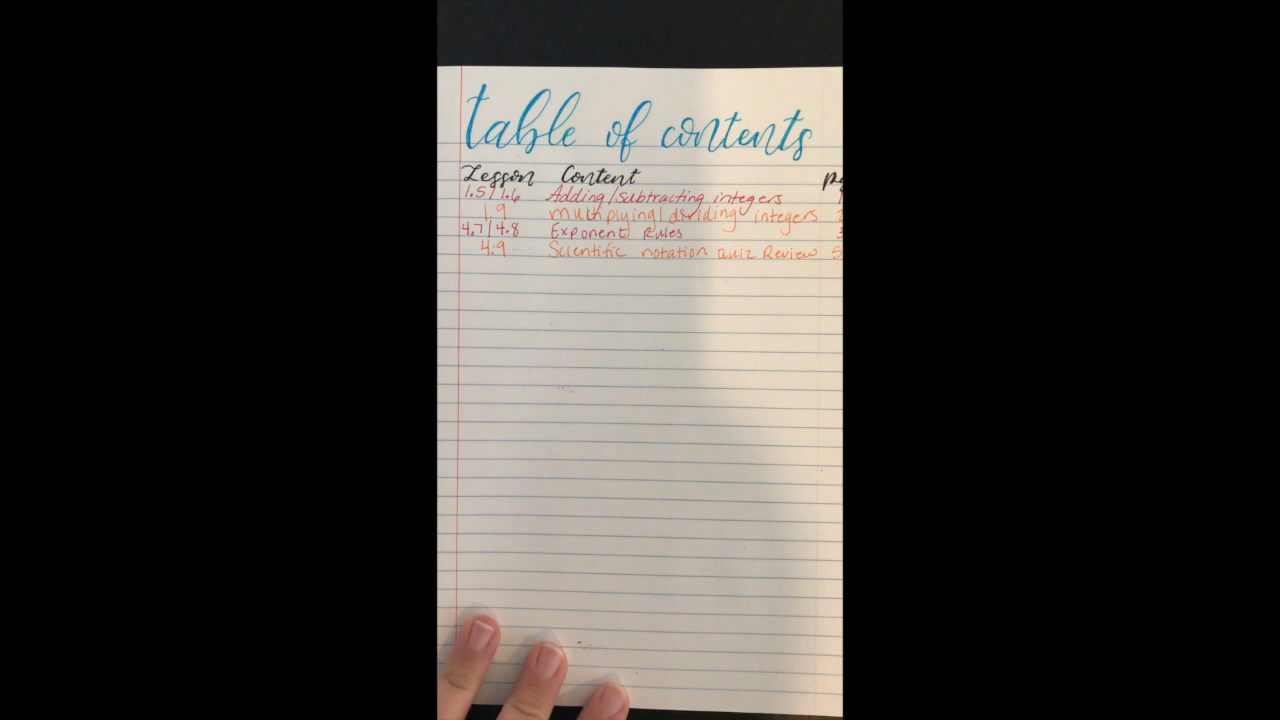 table of contents
Lesson Content
1.5/1.6 Adding/subtracting integers
1.9 multiplying/dividing integers
4.7/4.8 Exponent Rules
4.9 Scientific notation quiz Review 5